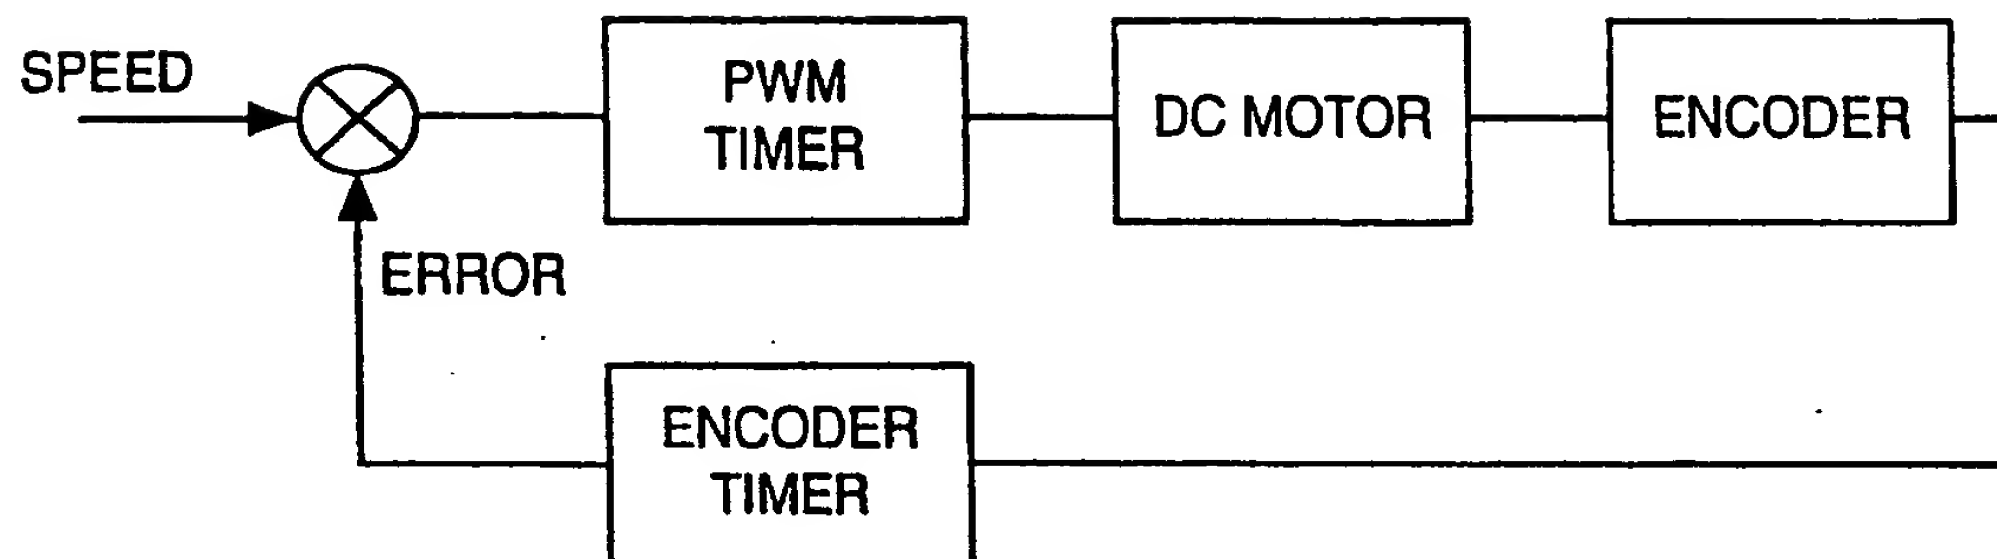 SPEED
PWM
TIMER
DC MOTOR
ENCODER
ERROR
ENCODER
TIMER